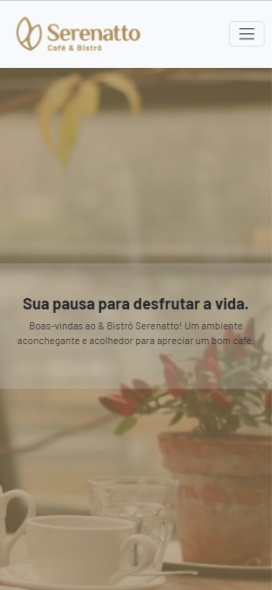 Serenatto
Café & Bistrô
Sua pausa para desfrutar a vida.
Boas-vindas ao & Bistrô Serenatto! Um ambiente
aconchegante e acolhedor para apreciar um bom café.